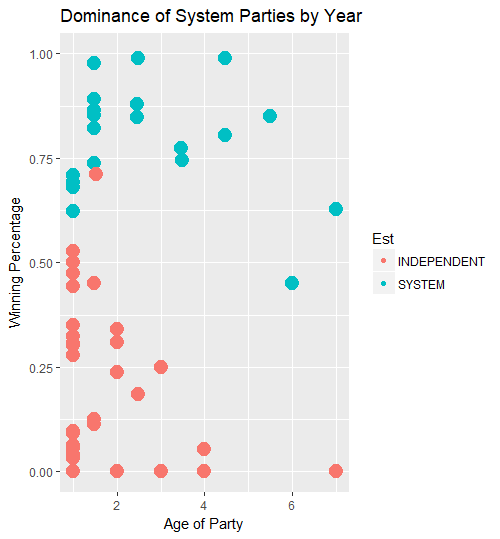 Dominance of System Parties by Year
1.00
0.75
0.50
0.25
0.00
Winning Percentage
2 4 6
Age of Party
Est
INDEPENDENT
SYSTEM